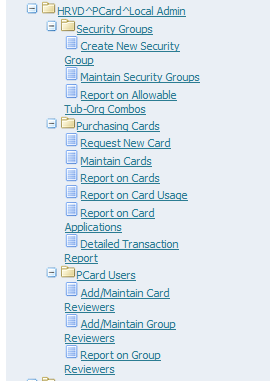 HRVD^PCard^Local Admin
Security Groups
Create New Security
Group
Maintain Security Groups
Report on Allowable
Tub-Org Combos
Purchasing Cards
Request New Card
Maintain Cards
Report on Cards
Report on Card Usage
Report on Card
Applications
Detailed Transaction
Report
PCard Users
Add/Maintain Card
Reviewers
Add/Maintain Group
Reviewers
Report on Group
Reviewers